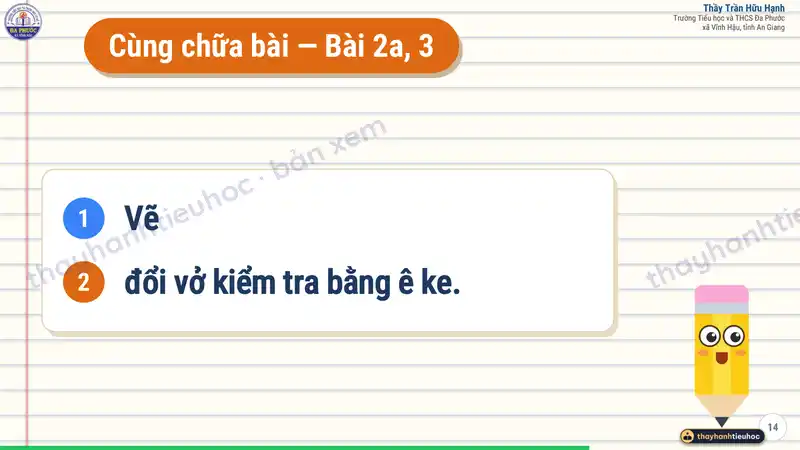 Thầy Trần Hữu Hạnh
Trường Tiểu học và THCS Đa Phước
xã Vĩnh Hậu, tỉnh An Giang
ĐA PHƯỚC
Cùng chữa bài — Bài 2a, 3
thayhanhtieuhoc · bản xem
1 Vẽ
2 đổi vở kiểm tra bằng ê ke.
thayhanhtie
14
thayhanhtieuhoc